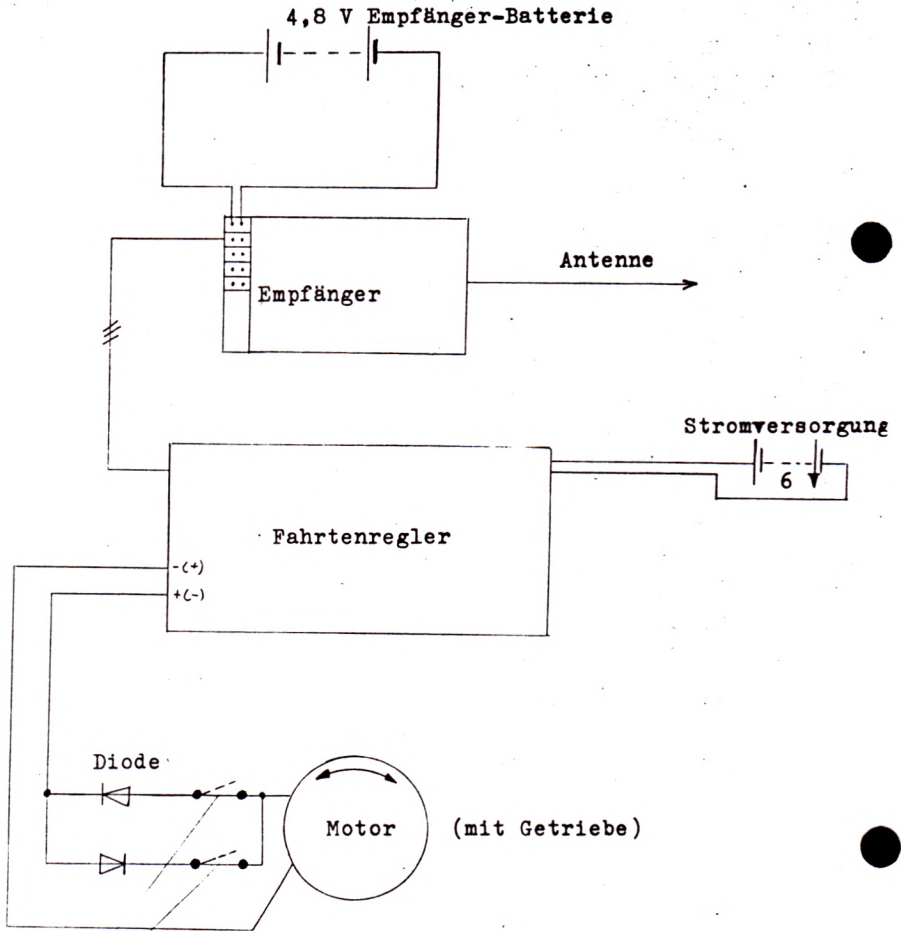 4,8 V Empfänger-Batterie
Antenne
Empfänger
Stromversorgung
6
Fahrtenregler
-(+)
+(-)
Diode
Motor (mit Getriebe)